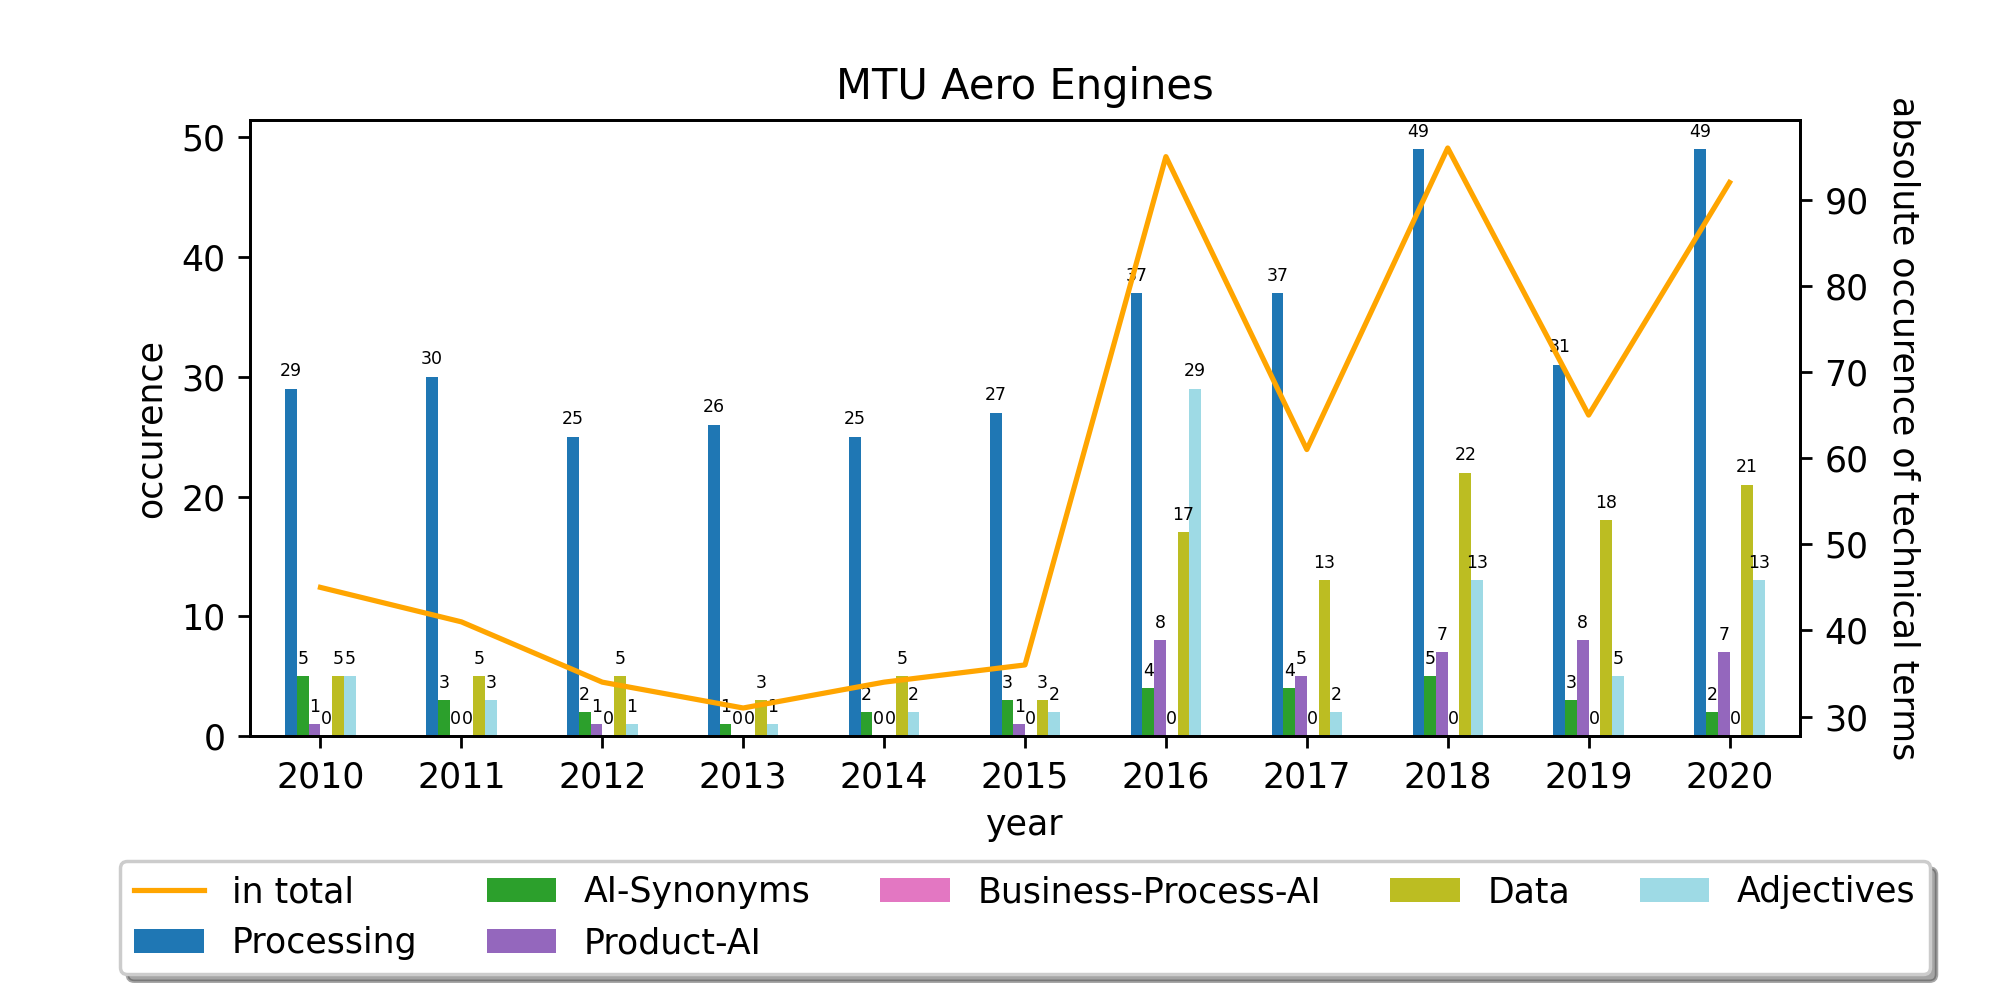 MTU Aero Engines
50
40
30
20
10
0
occurence
90
80
70
60
50
40
30
absolute occurence of technical terms
29 5 1 0 5 5
30 3 0 0 5 3
25 2 1 0 5 1
26 1 0 0 3 1
25 2 0 0 5 2
27 3 1 0 3 2
37 4 8 0 17 29
37 4 5 0 13 2
49 5 7 0 22 13
31 3 8 0 18 5
49 2 7 0 21 13
2010 2011 2012 2013 2014 2015 2016 2017 2018 2019 2020
year
in total AI-Synonyms Business-Process-AI Data Adjectives
Processing Product-AI